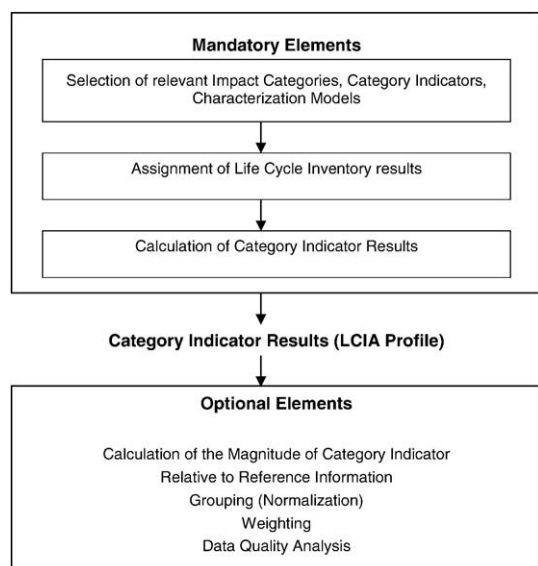 Mandatory Elements
Selection of relevant Impact Categories, Category Indicators,
Characterization Models
Assignment of Life Cycle Inventory results
Calculation of Category Indicator Results
Category Indicator Results (LCIA Profile)
Optional Elements
Calculation of the Magnitude of Category Indicator
Relative to Reference Information
Grouping (Normalization)
Weighting
Data Quality Analysis